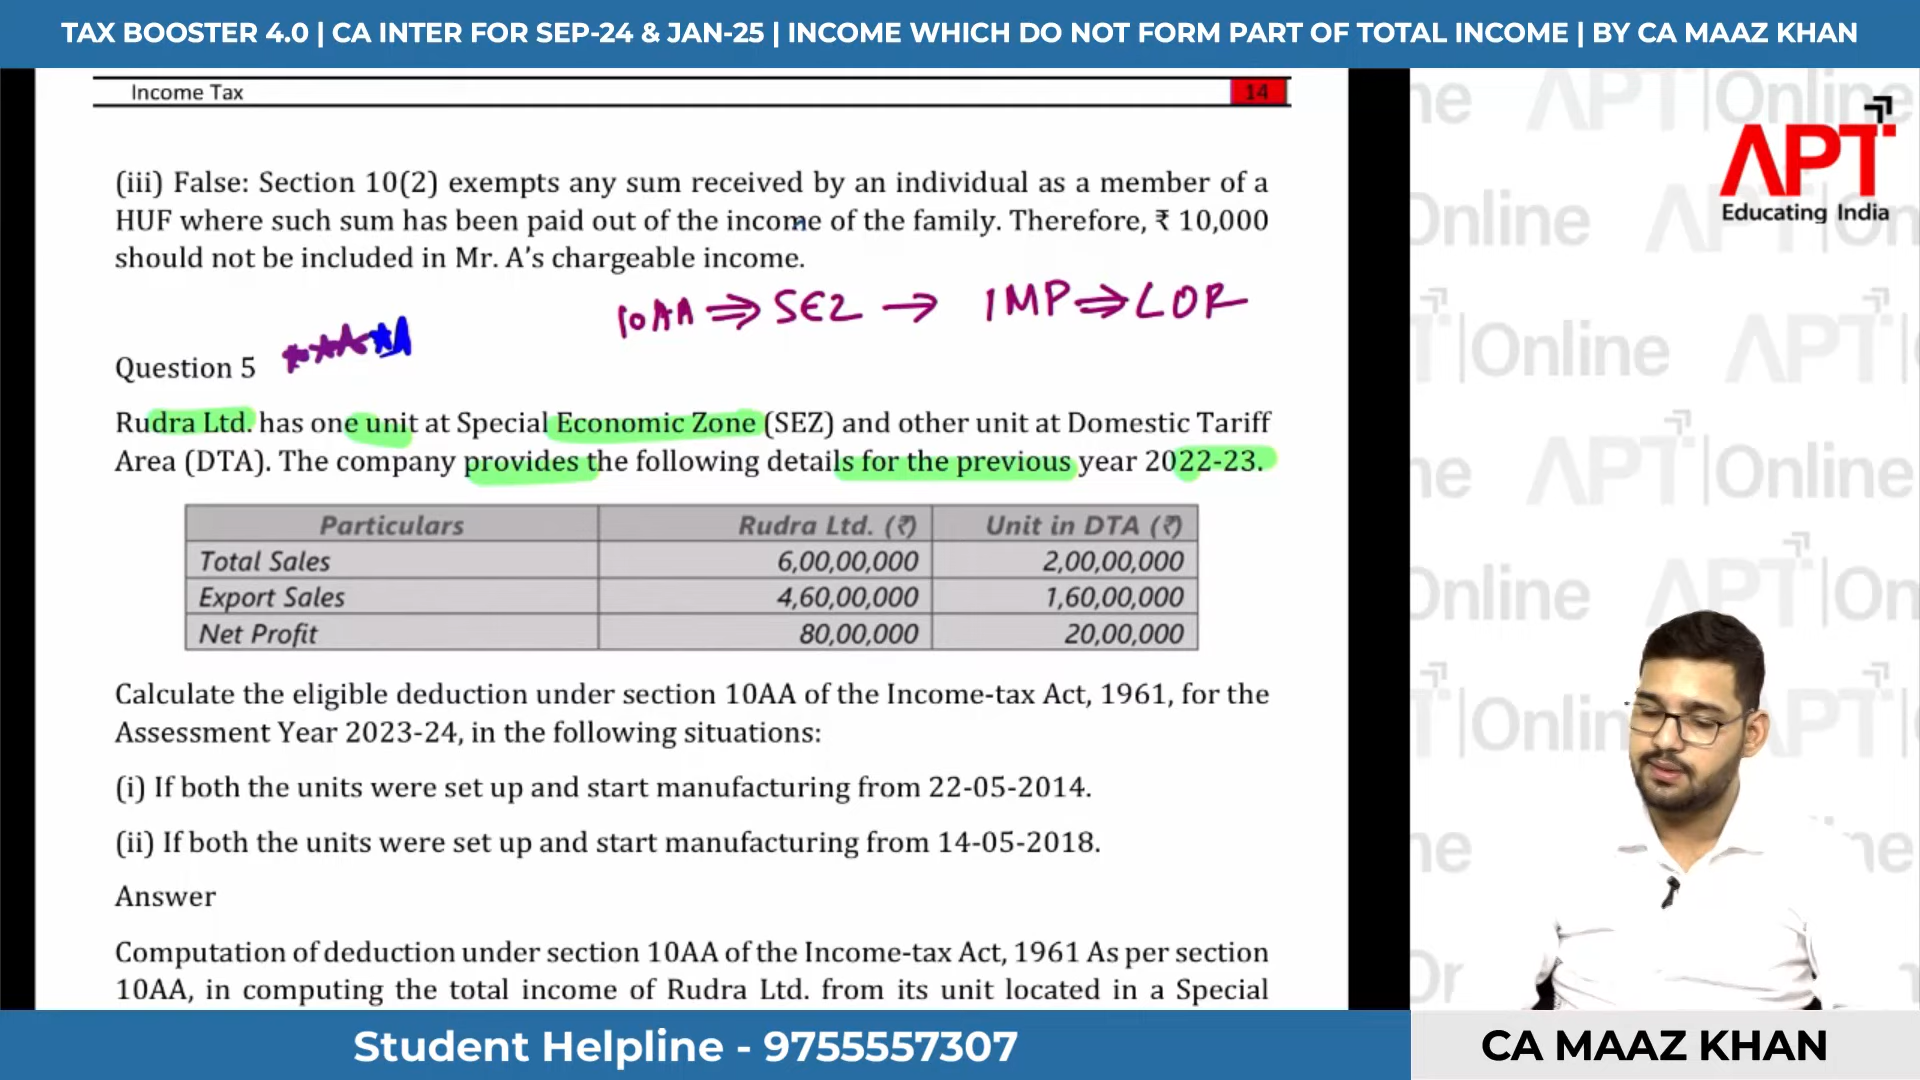 TAX BOOSTER 4.0 | CA INTER FOR SEP-24 & JAN-25 | INCOME WHICH DO NOT FORM PART OF TOTAL INCOME | BY CA MAAZ KHAN
Income Tax 14
APT
Educating India
(iii) False: Section 10(2) exempts any sum received by an individual as a member of a
HUF where such sum has been paid out of the income of the family. Therefore, ₹ 10,000
should not be included in Mr. A’s chargeable income.
10AA ⇒ SEZ → IMP ⇒ LOR
Question 5
Rudra Ltd. has one unit at Special Economic Zone (SEZ) and other unit at Domestic Tariff
Area (DTA). The company provides the following details for the previous year 2022-23.
Particulars Rudra Ltd. (₹) Unit in DTA (₹)
Total Sales 6,00,00,000 2,00,00,000
Export Sales 4,60,00,000 1,60,00,000
Net Profit 80,00,000 20,00,000
Calculate the eligible deduction under section 10AA of the Income-tax Act, 1961, for the
Assessment Year 2023-24, in the following situations:
(i) If both the units were set up and start manufacturing from 22-05-2014.
(ii) If both the units were set up and start manufacturing from 14-05-2018.
Answer
Computation of deduction under section 10AA of the Income-tax Act, 1961 As per section
10AA, in computing the total income of Rudra Ltd. from its unit located in a Special
Student Helpline - 9755557307
CA MAAZ KHAN